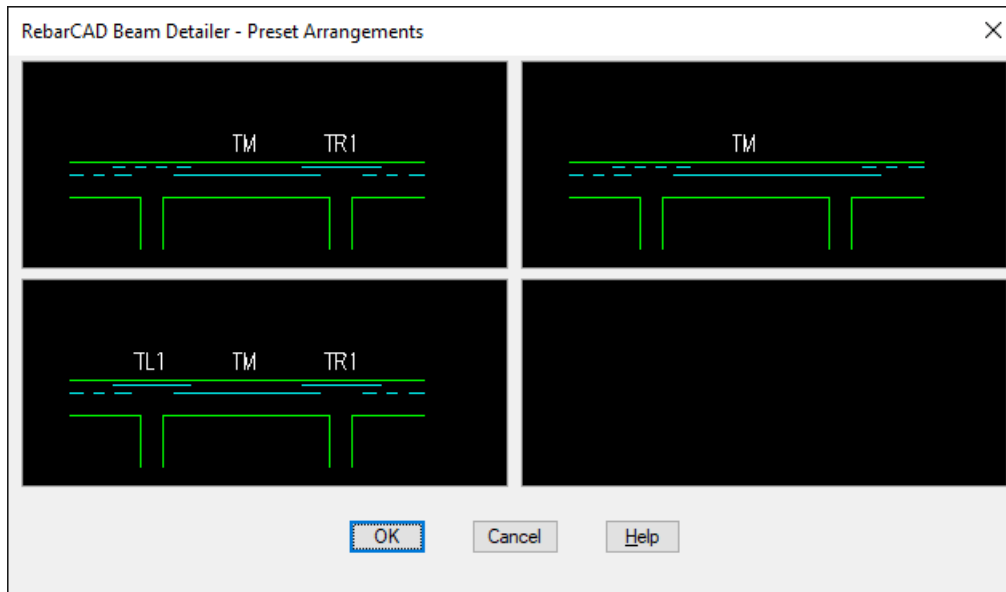 RebarCAD Beam Detailer - Preset Arrangements
TM TR1
TM
TL1 TM TR1
OK Cancel Help